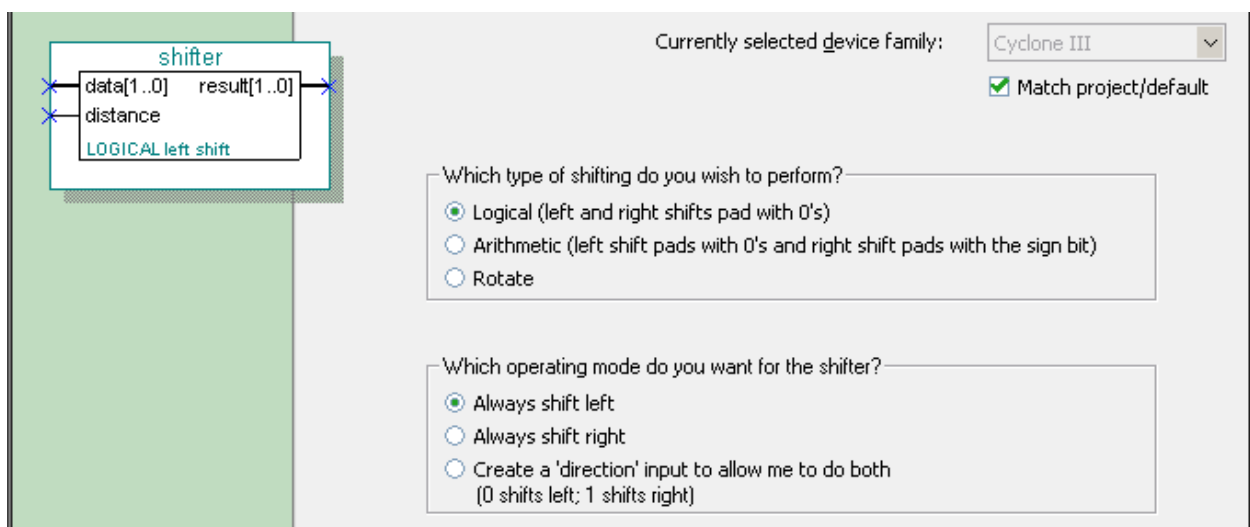 shifter
data[1..0] result[1..0]
distance
LOGICAL left shift
Currently selected device family:
Cyclone III
Match project/default
Which type of shifting do you wish to perform?
Logical (left and right shifts pad with 0's)
Arithmetic (left shift pads with 0's and right shift pads with the sign bit)
Rotate
Which operating mode do you want for the shifter?
Always shift left
Always shift right
Create a 'direction' input to allow me to do both
(0 shifts left; 1 shifts right)